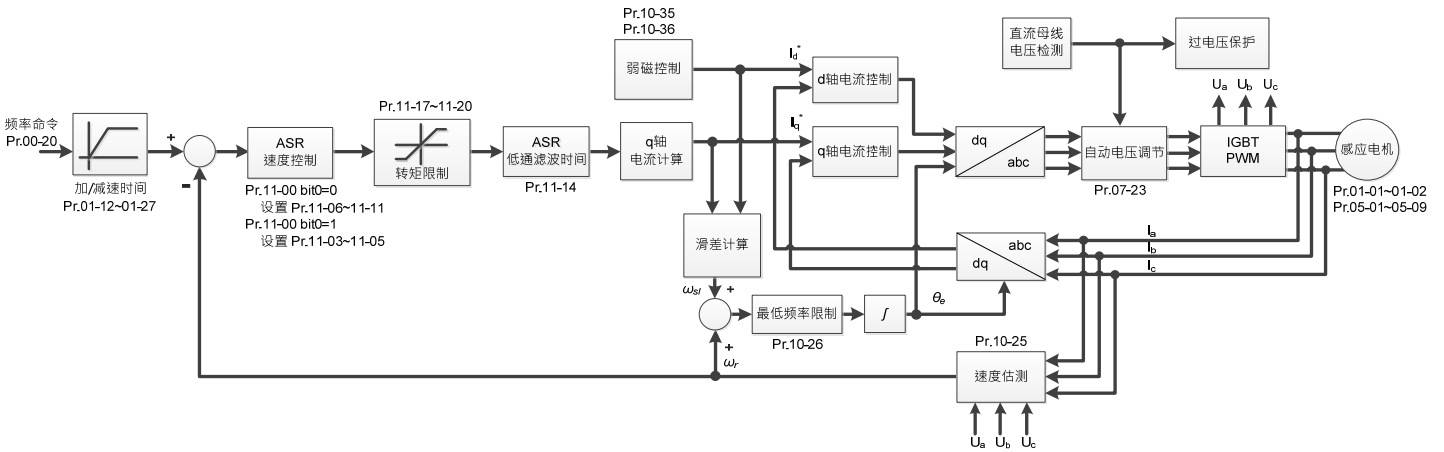 Pr.10-35
Pr.10-36
弱磁控制
Id*
d轴电流控制
直流母线
电压检测
过电压保护
Ua
Ub
Uc
频率命令
Pr.00-20
加/减速时间
Pr.01-12~01-27
+
-
ASR
速度控制
Pr.11-00 bit0=0
设置 Pr.11-06~11-11
Pr.11-00 bit0=1
设置 Pr.11-03~11-05
Pr.11-17~11-20
转矩限制
ASR
低通滤波时间
Pr.11-14
q轴
电流计算
Iq*
q轴电流控制
dq
abc
自动电压调节
Pr.07-23
IGBT
PWM
感应电机
Pr.01-01~01-02
Pr.05-01~05-09
滑差计算
abc
dq
Ia
Ib
Ic
ωsl
+
最低频率限制
Pr.10-26
∫
θe
+
ωr
Pr.10-25
速度估测
Ua
Ub
Uc